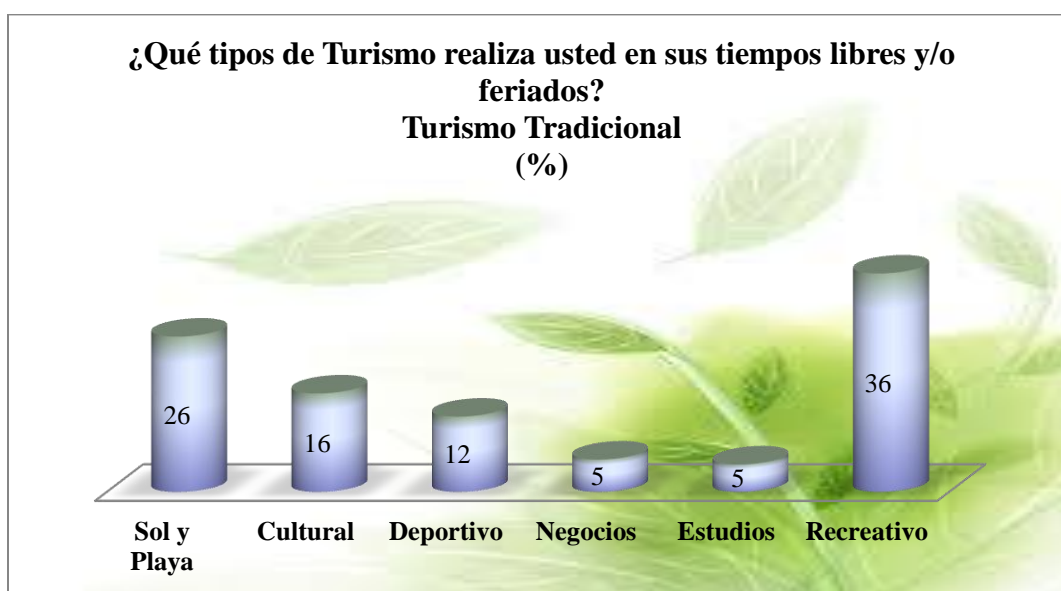 ¿Qué tipos de Turismo realiza usted en sus tiempos libres y/o
feriados?
Turismo Tradicional
(%)
26
16
12
5
5
36
Sol y
Playa
Cultural
Deportivo
Negocios
Estudios
Recreativo